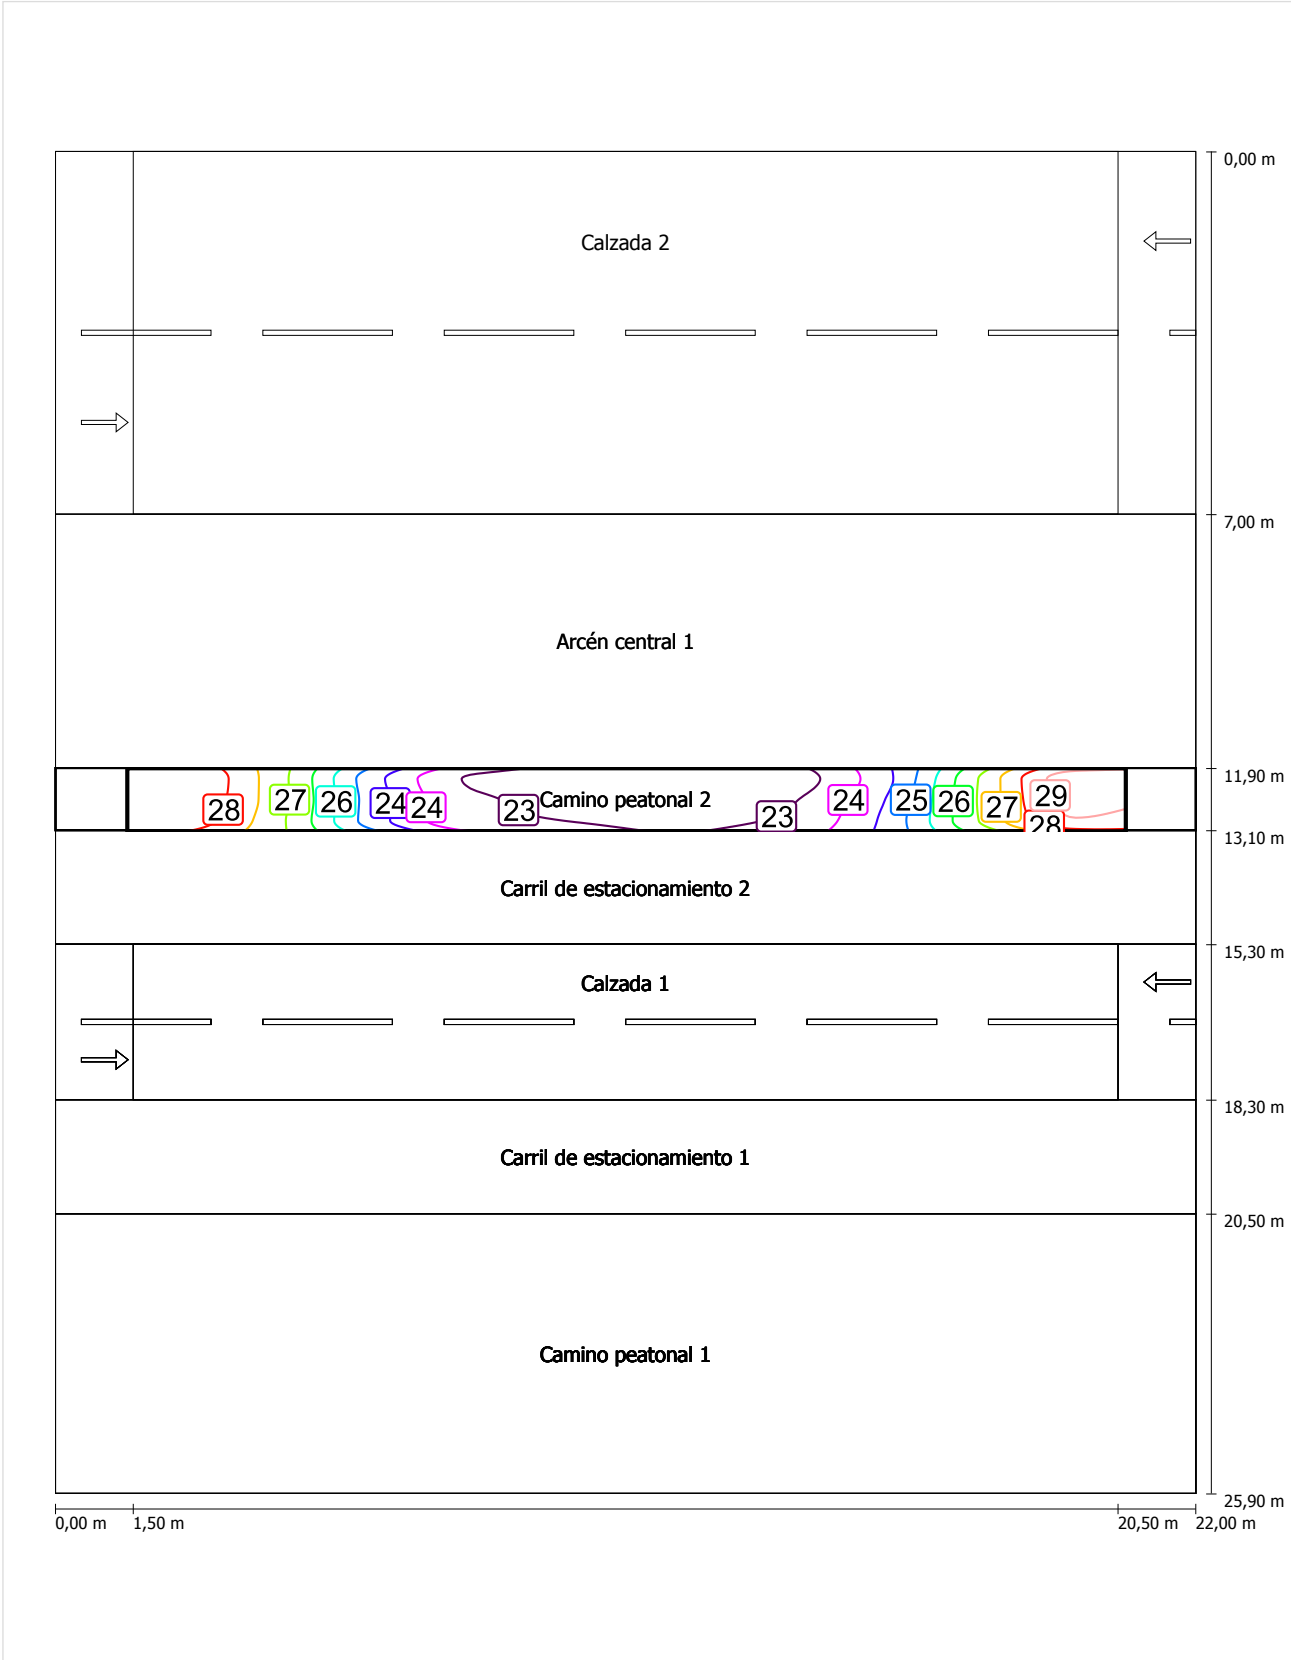 0,00 m
Calzada 2
7,00 m
Arcén central 1
11,90 m
28 27 26 24 24 23 Camino peatonal 2 23 24 25 26 27 29
28
13,10 m
Carril de estacionamiento 2
15,30 m
Calzada 1
18,30 m
Carril de estacionamiento 1
20,50 m
Camino peatonal 1
25,90 m
0,00 m 1,50 m 20,50 m 22,00 m